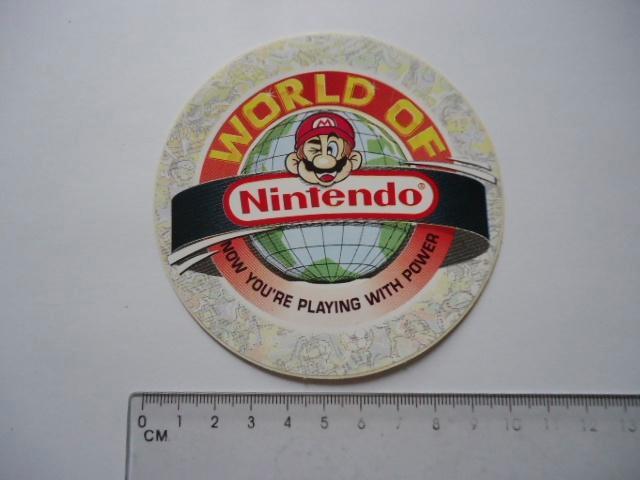 WORLD OF
M
Nintendo®
NOW YOU'RE PLAYING WITH POWER
0 1 2 3 4 5 6 7 8 9 10 11 12 13
CM